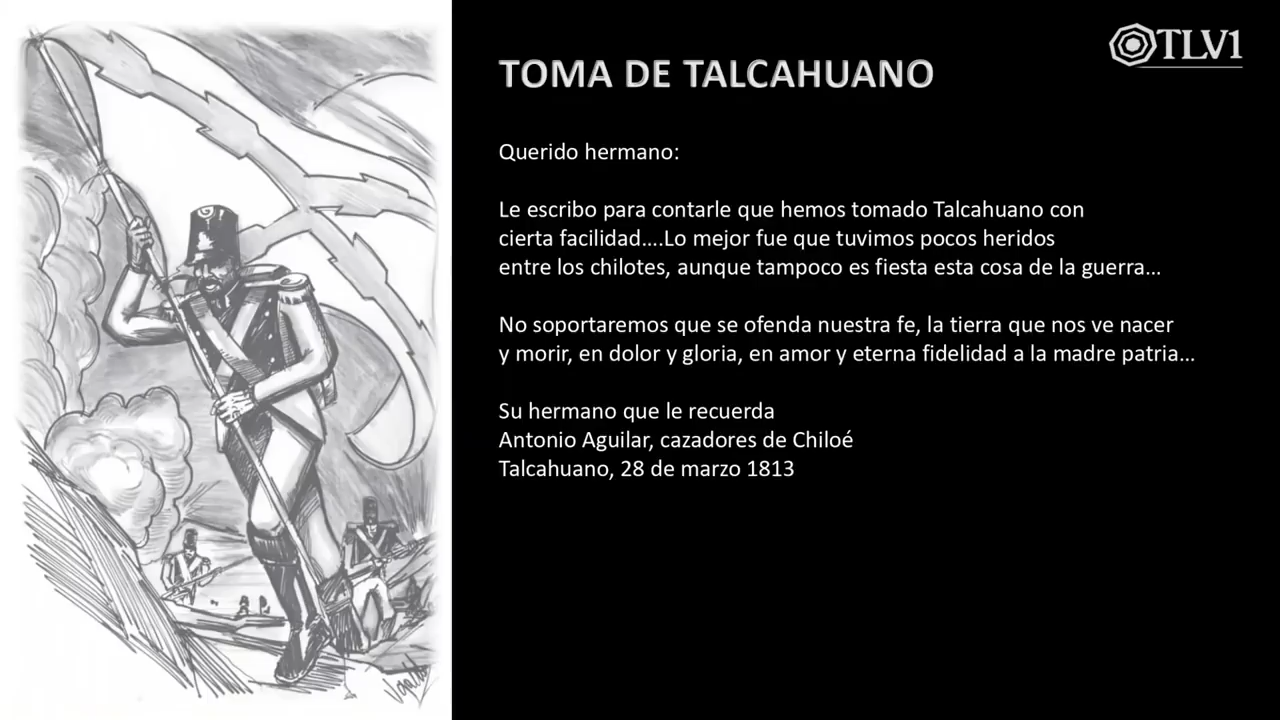 TLV1
TOMA DE TALCAHUANO
Querido hermano:
Le escribo para contarle que hemos tomado Talcahuano con
cierta facilidad....Lo mejor fue que tuvimos pocos heridos
entre los chilotes, aunque tampoco es fiesta esta cosa de la guerra...
No soportaremos que se ofenda nuestra fe, la tierra que nos ve nacer
y morir, en dolor y gloria, en amor y eterna fidelidad a la madre patria...
Su hermano que le recuerda
Antonio Aguilar, cazadores de Chiloé
Talcahuano, 28 de marzo 1813